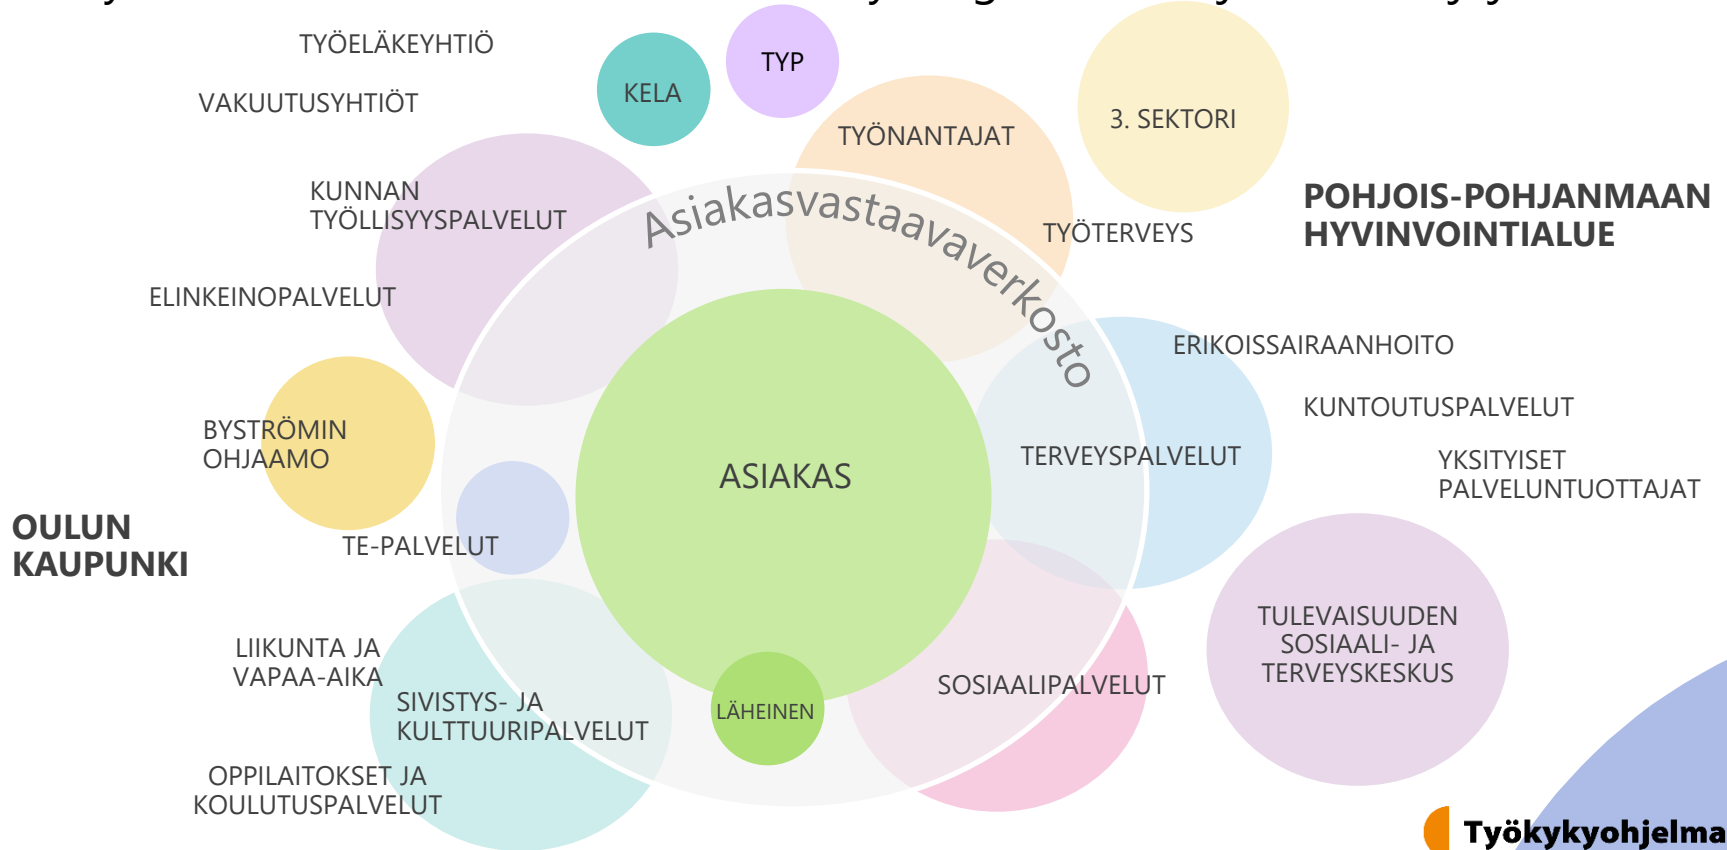 TYÖELÄKEYHTIÖ
KELA
TYP
VAKUUTUSYHTIÖT
TYÖNANTAJAT
3. SEKTORI
KUNNAN
TYÖLLISYYSPALVELUT
Asiakasvastaavaverkosto
TYÖTERVEYS
POHJOIS-POHJANMAAN
HYVINVOINTIALUE
ELINKEINOPALVELUT
ERIKOISSAIRAANHOITO
KUNTOUTUSPALVELUT
BYSTRÖMIN
OHJAAMO
ASIAKAS
TERVEYSPALVELUT
YKSITYISET
PALVELUNTUOTTAJAT
OULUN
KAUPUNKI
TE-PALVELUT
TULEVAISUUDEN
SOSIAALI- JA
TERVEYSKESKUS
LIIKUNTA JA
VAPAA-AIKA
SIVISTYS- JA
KULTTUURIPALVELUT
LÄHEINEN
SOSIAALIPALVELUT
OPPILAITOKSET JA
KOULUTUSPALVELUT
Työkykyohjelma